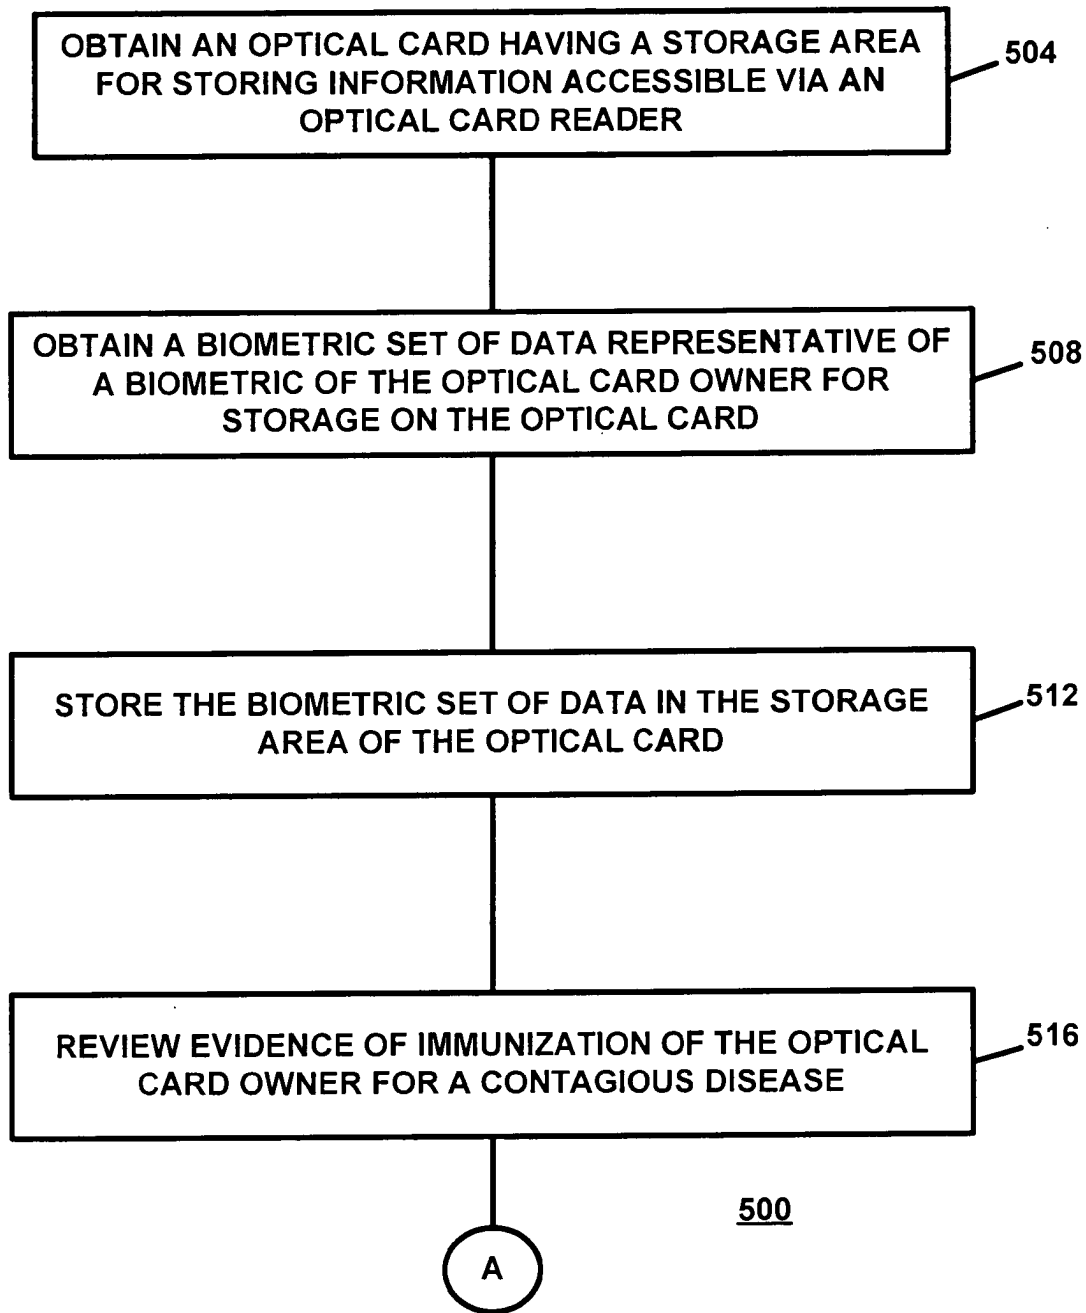 OBTAIN AN OPTICAL CARD HAVING A STORAGE AREA
FOR STORING INFORMATION ACCESSIBLE VIA AN
OPTICAL CARD READER
504
OBTAIN A BIOMETRIC SET OF DATA REPRESENTATIVE OF
A BIOMETRIC OF THE OPTICAL CARD OWNER FOR
STORAGE ON THE OPTICAL CARD
508
STORE THE BIOMETRIC SET OF DATA IN THE STORAGE
AREA OF THE OPTICAL CARD
512
REVIEW EVIDENCE OF IMMUNIZATION OF THE OPTICAL
CARD OWNER FOR A CONTAGIOUS DISEASE
516
500
A